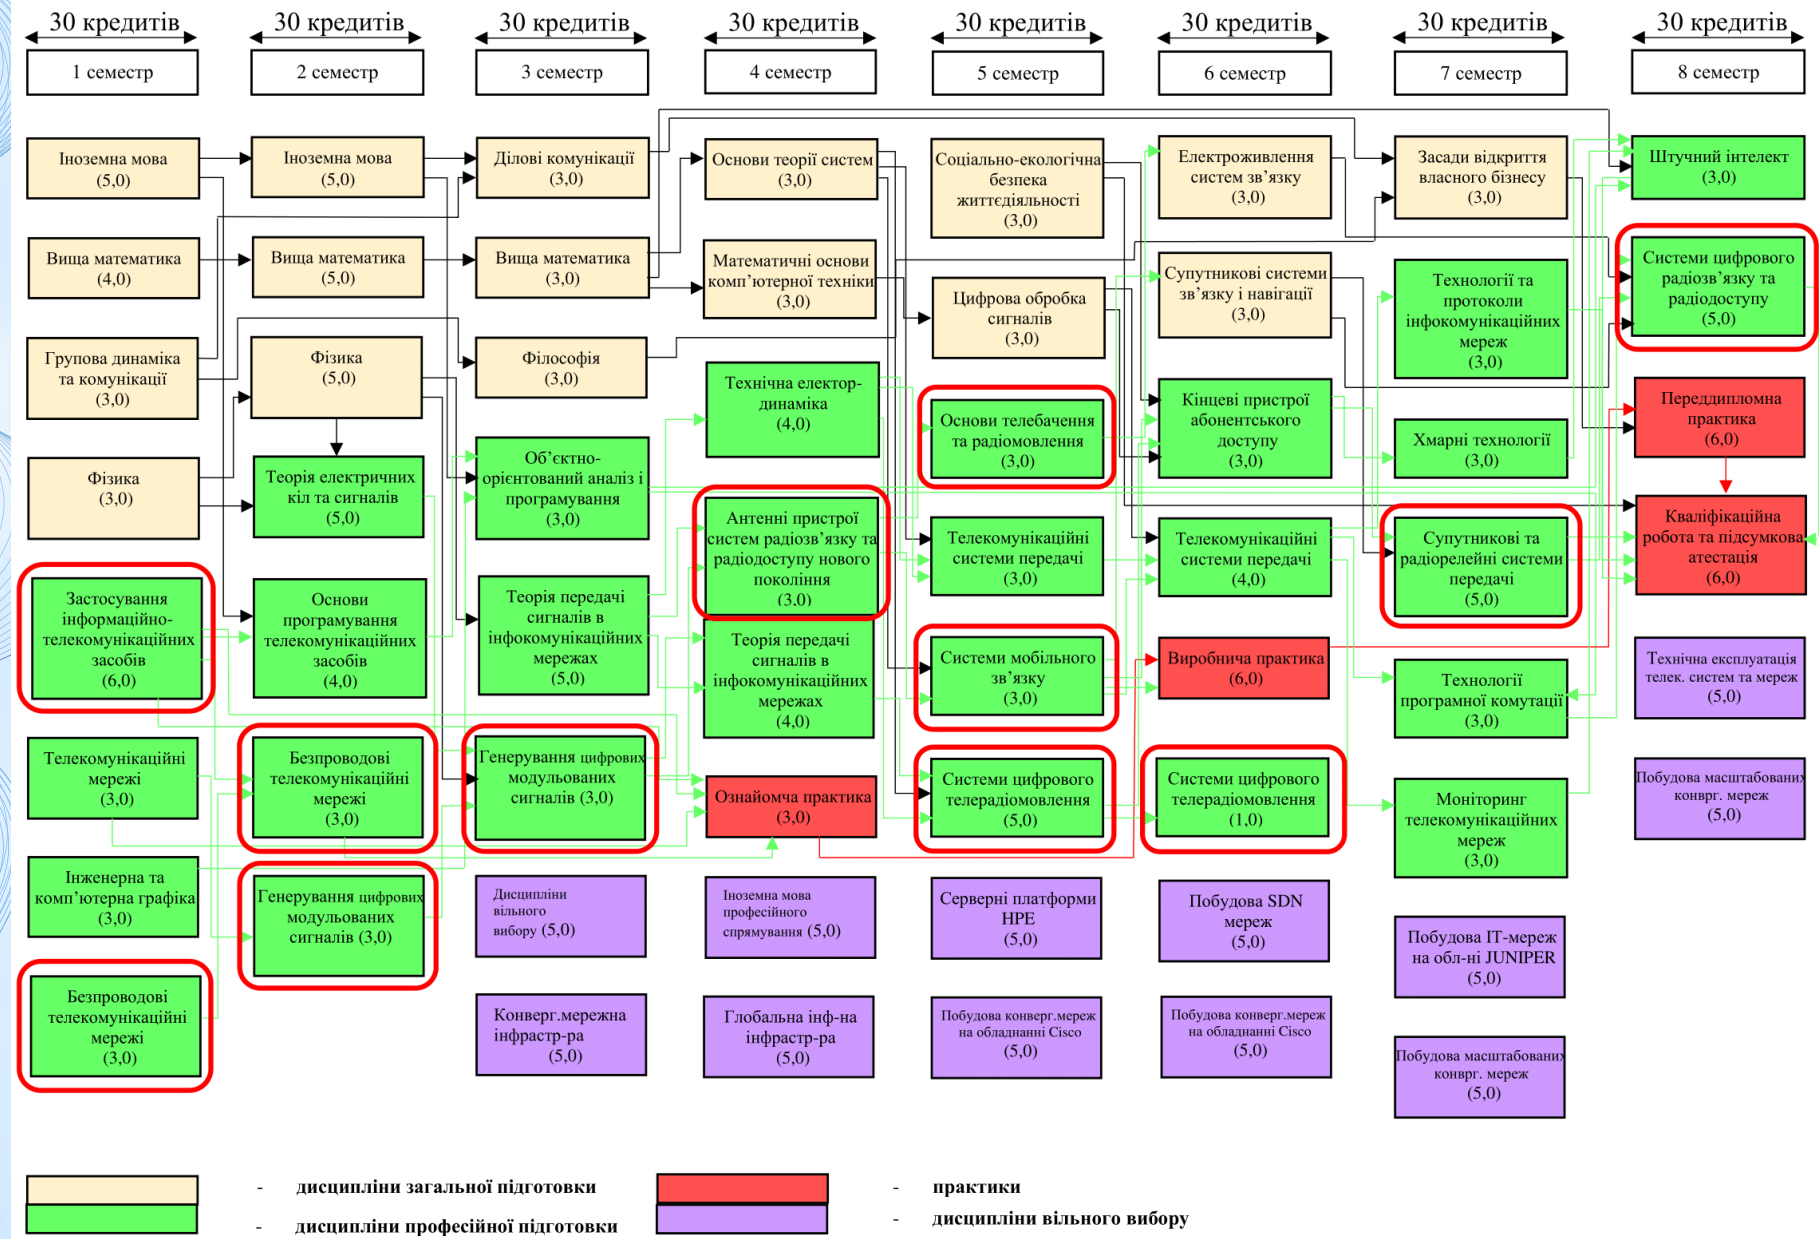 30 кредитів
30 кредитів
30 кредитів
30 кредитів
30 кредитів
30 кредитів
30 кредитів
30 кредитів
1 семестр
2 семестр
3 семестр
4 семестр
5 семестр
6 семестр
7 семестр
8 семестр
Іноземна мова
(5,0)
Вища математика
(4,0)
Групова динаміка
та комунікації
(3,0)
Фізика
(3,0)
Застосування
інформаційно-
телекомунікаційних
засобів
(6,0)
Телекомунікаційні
мережі
(3,0)
Інженерна та
комп’ютерна графіка
(3,0)
Безпроводові
телекомунікаційні
мережі
(3,0)
Іноземна мова
(5,0)
Вища математика
(5,0)
Фізика
(5,0)
Теорія електричних
кіл та сигналів
(5,0)
Основи
програмування
телекомунікаційних
засобів
(4,0)
Безпроводові
телекомунікаційні
мережі
(3,0)
Генерування цифрових
модульованих
сигналів (3,0)
Ділові комунікації
(3,0)
Вища математика
(3,0)
Філософія
(3,0)
Об’єктно-
орієнтований аналіз і
програмування
(3,0)
Теорія передачі
сигналів в
інфокомунікаційних
мережах
(5,0)
Генерування цифрових
модульованих
сигналів (3,0)
Дисципліни
вільного
вибору (5,0)
Конверг.мережна
інфрастр-ра
(5,0)
Основи теорії систем
(3,0)
Математичні основи
комп’ютерної техніки
(3,0)
Технічна електор-
динаміка
(4,0)
Антенні пристрої
систем радіозв’язку та
радіодоступу нового
покоління
(3,0)
Теорія передачі
сигналів в
інфокомунікаційних
мережах
(4,0)
Ознайомча практика
(3,0)
Іноземна мова
професійного
спрямування (5,0)
Глобальна інф-на
інфрастр-ра
(5,0)
Соціально-екологічна
безпека
життєдіяльності
(3,0)
Цифрова обробка
сигналів
(3,0)
Основи телебачення
та радіомовлення
(3,0)
Телекомунікаційні
системи передачі
(3,0)
Системи мобільного
зв’язку
(3,0)
Системи цифрового
телерадіомовлення
(5,0)
Серверні платформи
HPE
(5,0)
Побудова конверг.мереж
на обладнанні Cisco
(5,0)
Електроживлення
систем зв’язку
(3,0)
Супутникові системи
зв’язку і навігації
(3,0)
Кінцеві пристрої
абонентського
доступу
(3,0)
Телекомунікаційні
системи передачі
(4,0)
Виробнича практика
(6,0)
Системи цифрового
телерадіомовлення
(1,0)
Побудова SDN
мереж
(5,0)
Побудова конверг.мереж
на обладнанні Cisco
(5,0)
Засади відкриття
власного бізнесу
(3,0)
Технології та
протоколи
інфокомунікаційних
мереж
(3,0)
Хмарні технології
(3,0)
Супутникові та
радіорелейні системи
передачі
(5,0)
Технології
програмної комутації
(3,0)
Моніторинг
телекомунікаційних
мереж
(3,0)
Побудова ІТ-мереж
на обл-ні JUNIPER
(5,0)
Побудова масштабованих
конврг. мереж
(5,0)
Штучний інтелект
(3,0)
Системи цифрового
радіозв’язку та
радіодоступу
(5,0)
Переддипломна
практика
(6,0)
Кваліфікаційна
робота та підсумкова
атестація
(6,0)
Технічна експлуатація
телек. систем та мереж
(5,0)
Побудова масштабованих
конврг. мереж
(5,0)
- дисципліни загальної підготовки
- дисципліни професійної підготовки
- практики
- дисципліни вільного вибору